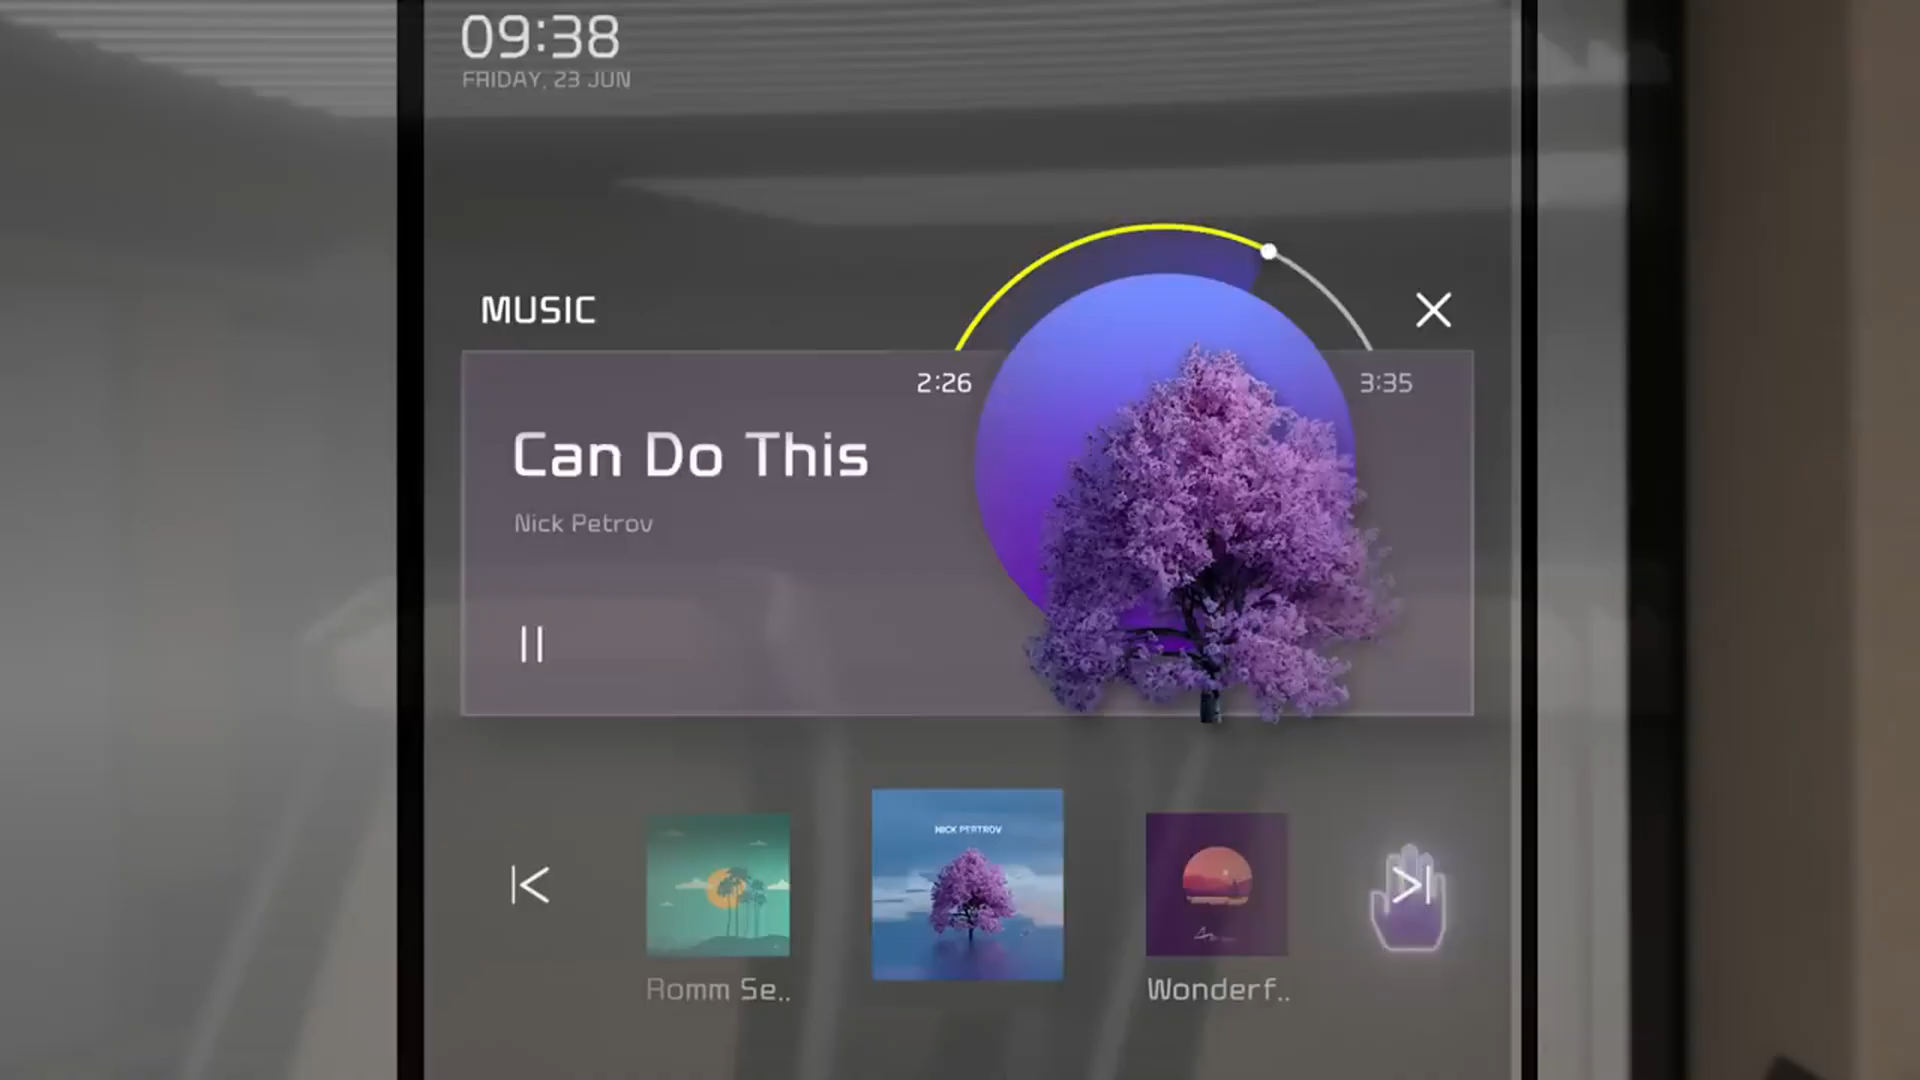 09:38
FRIDAY, 23 JUN
MUSIC
2:26
3:35
Can Do This
Nick Petrov
NICK PERTROV
Romm Se..
Wonderf..